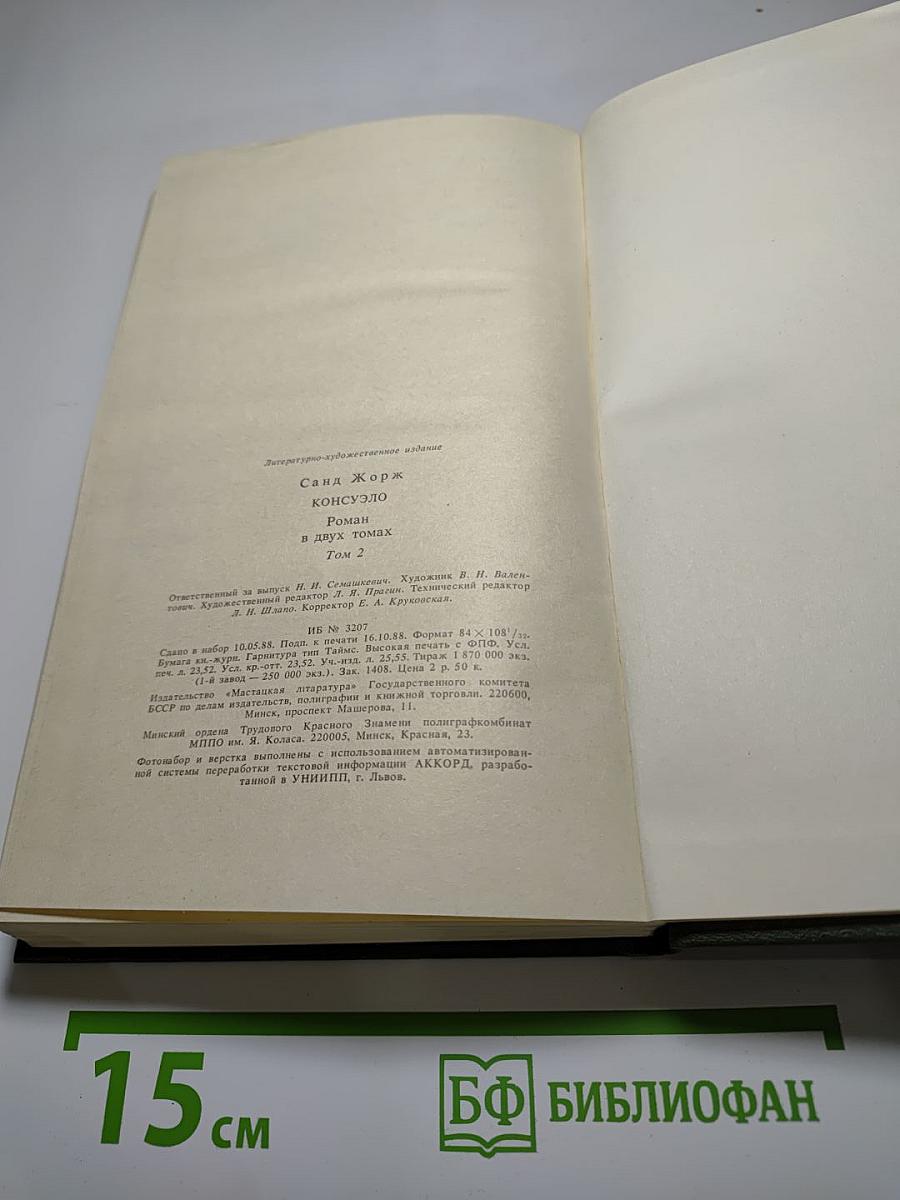 Литературно-художественное издание
Санд Жорж
КОНСУЭЛО
Роман
в двух томах
Том 2
Ответственный за выпуск Н. И. Семашкевич. Художник В. Н. Вален-
тович. Художественный редактор Л. Я. Прагин. Технический редактор
Л. Н. Шлапо. Корректор Е. А. Круковская.
ИБ № 3207
Сдано в набор 10.05.88. Подп. к печати 16.10.88. Формат 84×108¹/₃₂.
Бумага кн.-журн. Гарнитура тип Таймс. Высокая печать с ФПФ. Усл.
печ. л. 23,52. Усл. кр.-отт. 23,52. Уч.-изд. л. 25,55. Тираж 1 870 000 экз.
(1-й завод — 250 000 экз.). Зак. 1408. Цена 2 р. 50 к.
Издательство «Мастацкая літаратура» Государственного комитета
БССР по делам издательств, полиграфии и книжной торговли. 220600,
Минск, проспект Машерова, 11.
Минский ордена Трудового Красного Знамени полиграфкомбинат
МППО им. Я. Коласа. 220005, Минск, Красная, 23.
Фотонабор и верстка выполнены с использованием автоматизирован-
ной системы переработки текстовой информации АККОРД, разрабо-
танной в УНИИПП, г. Львов.
15 см
БФ БИБЛИОФАН